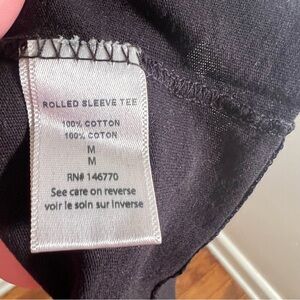 ROLLED SLEEVE TEE
100% COTTON
100% COTON
M
M
RN# 146770
See care on reverse
voir le soin sur inverse